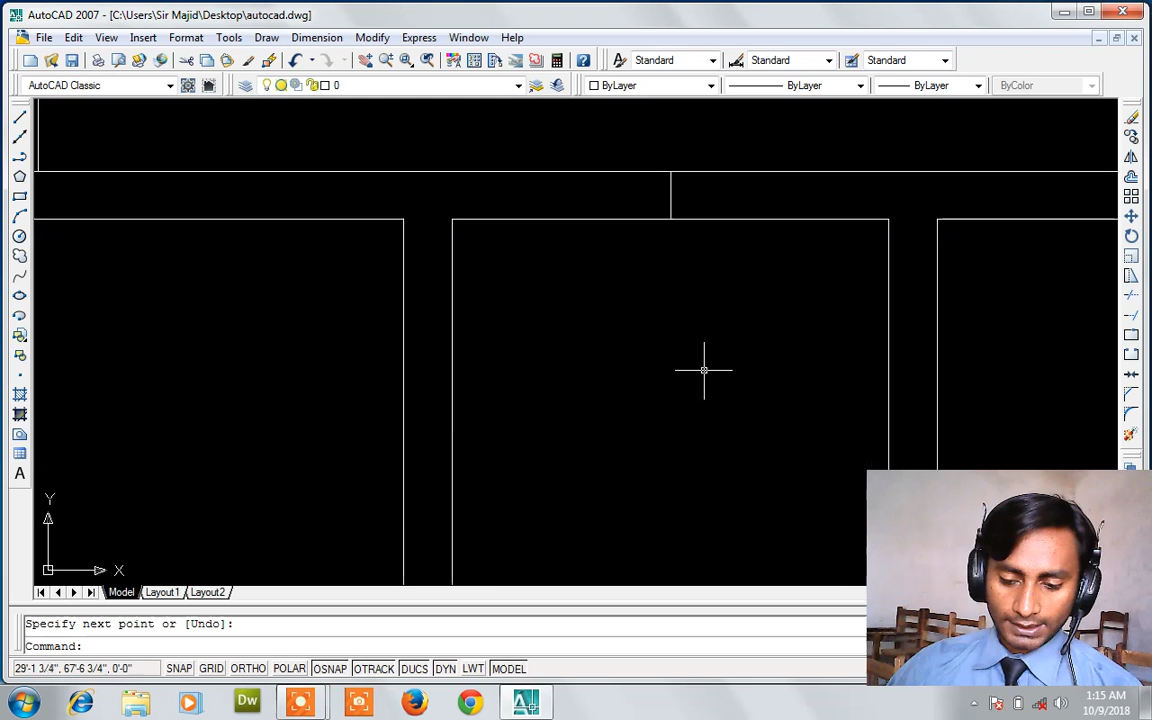 AutoCAD 2007 - [C:\Users\Sir Majid\Desktop\autocad.dwg]
File Edit View Insert Format Tools Draw Dimension Modify Express Window Help
Standard Standard Standard
AutoCAD Classic 0 ByLayer ByLayer ByLayer ByColor
A
Y
X
Model Layout1 Layout2
Specify next point or [Undo]:
Command:
29'-1 3/4", 67'-6 3/4", 0'-0" SNAP GRID ORTHO POLAR OSNAP OTRACK DUCS DYN LWT MODEL
Dw
1:15 AM
10/9/2018